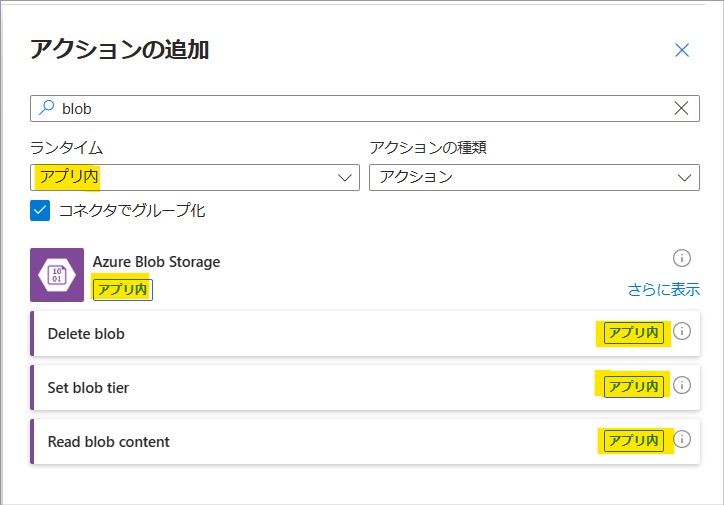 アクションの追加
blob
ランタイム アクションの種類
アプリ内 アクション
コネクタでグループ化
Azure Blob Storage
アプリ内
さらに表示
Delete blob アプリ内
Set blob tier アプリ内
Read blob content アプリ内